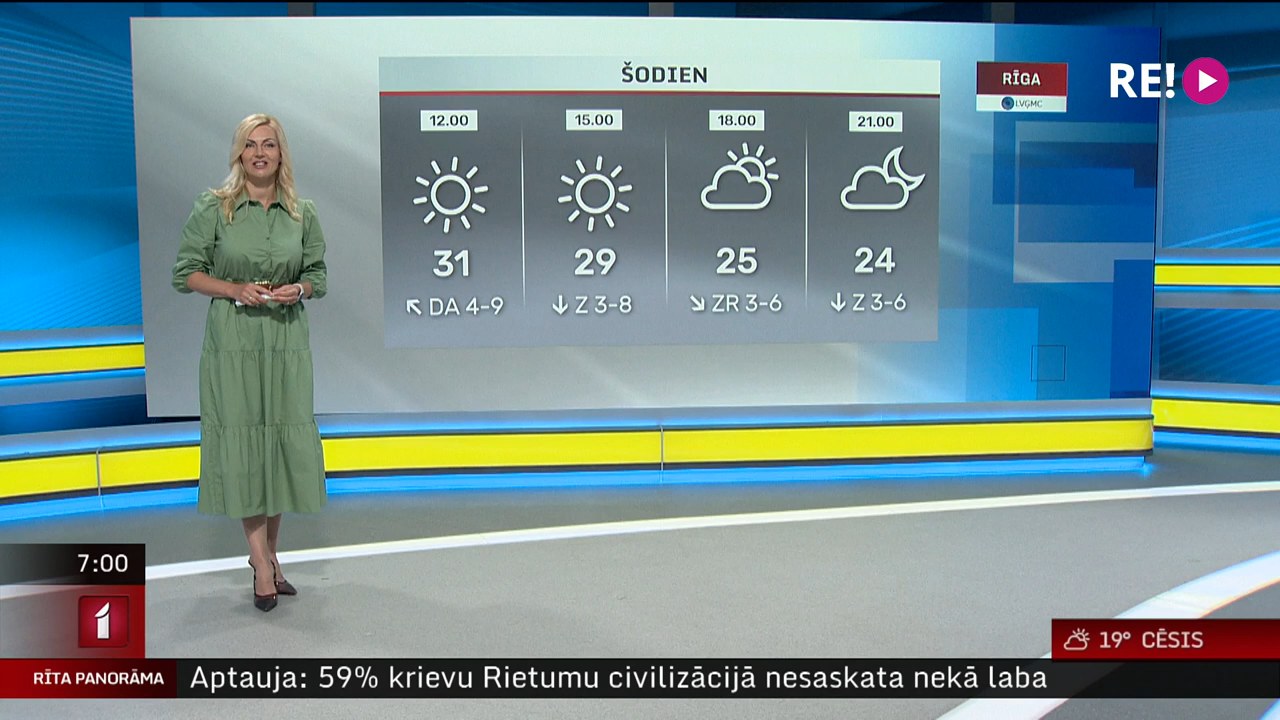 ŠODIEN
RĪGA
LVĢMC
RE!
12.00 15.00 18.00 21.00
31 29 25 24
DA 4-9 Z 3-8 ZR 3-6 Z 3-6
7:00
1
19° CĒSIS
RĪTA PANORĀMA
Aptauja: 59% krievu Rietumu civilizācijā nesaskata nekā laba